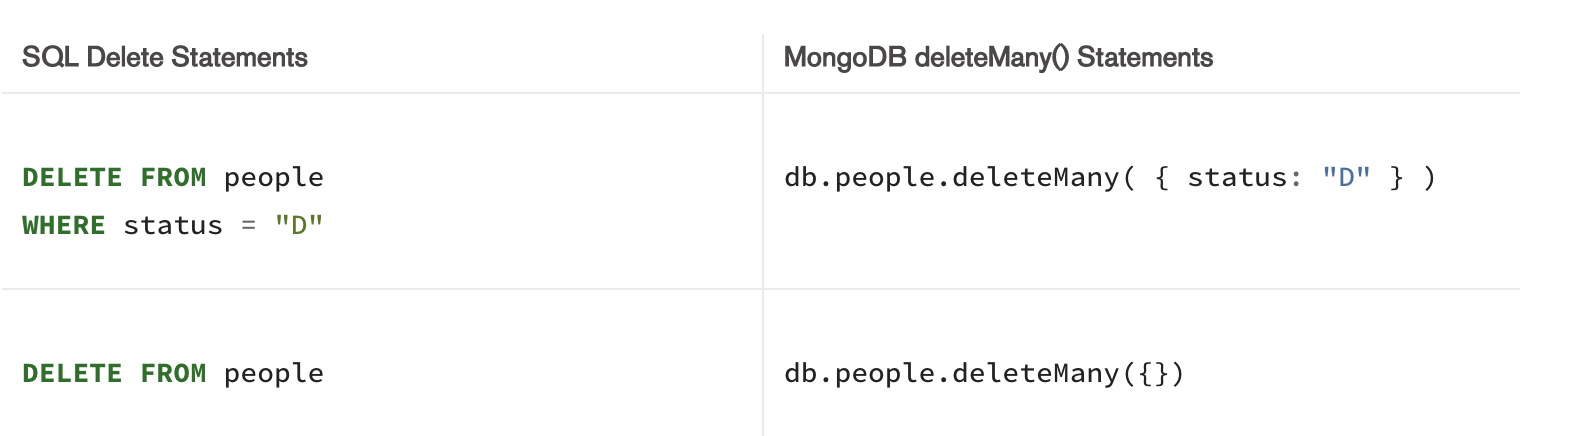 SQL Delete Statements
MongoDB deleteMany() Statements
DELETE FROM people
WHERE status = "D"
db.people.deleteMany( { status: "D" } )
DELETE FROM people
db.people.deleteMany({})